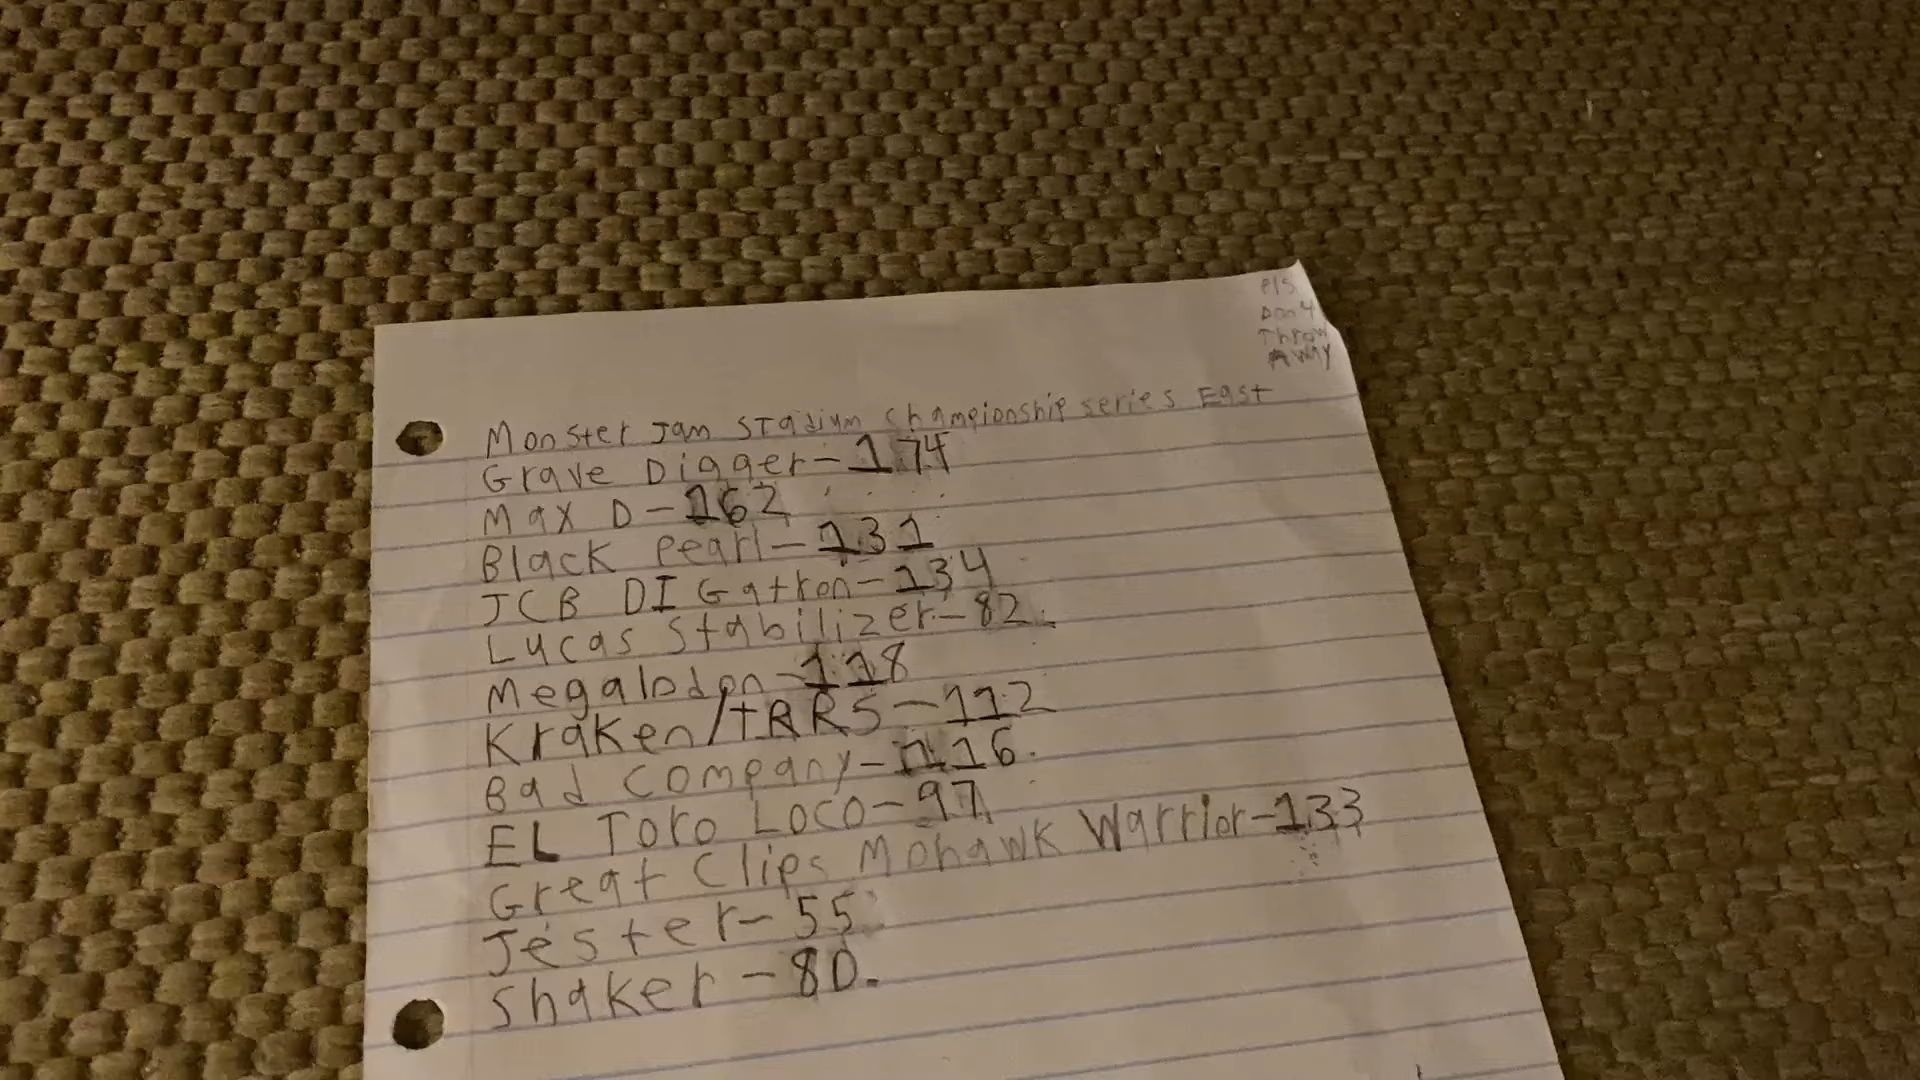 Pls
Don4
Throw
Away
Monster Jam Stadium Championship series East
Grave Digger-174
Max D-162
Black Pearl-131
JCB DIGatron-134
Lucas Stabilizer-82.
Megalodon-118
Kraken/TRRS-112
Bad Company-116.
EL Toro Loco-97
Great Clips Mohawk Warrior-133
Jester-55
Shaker-80.